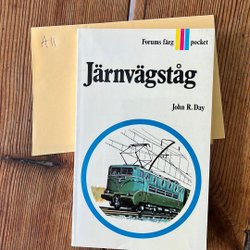 A11
Forums färg pocket
Järnvägståg
John R. Day